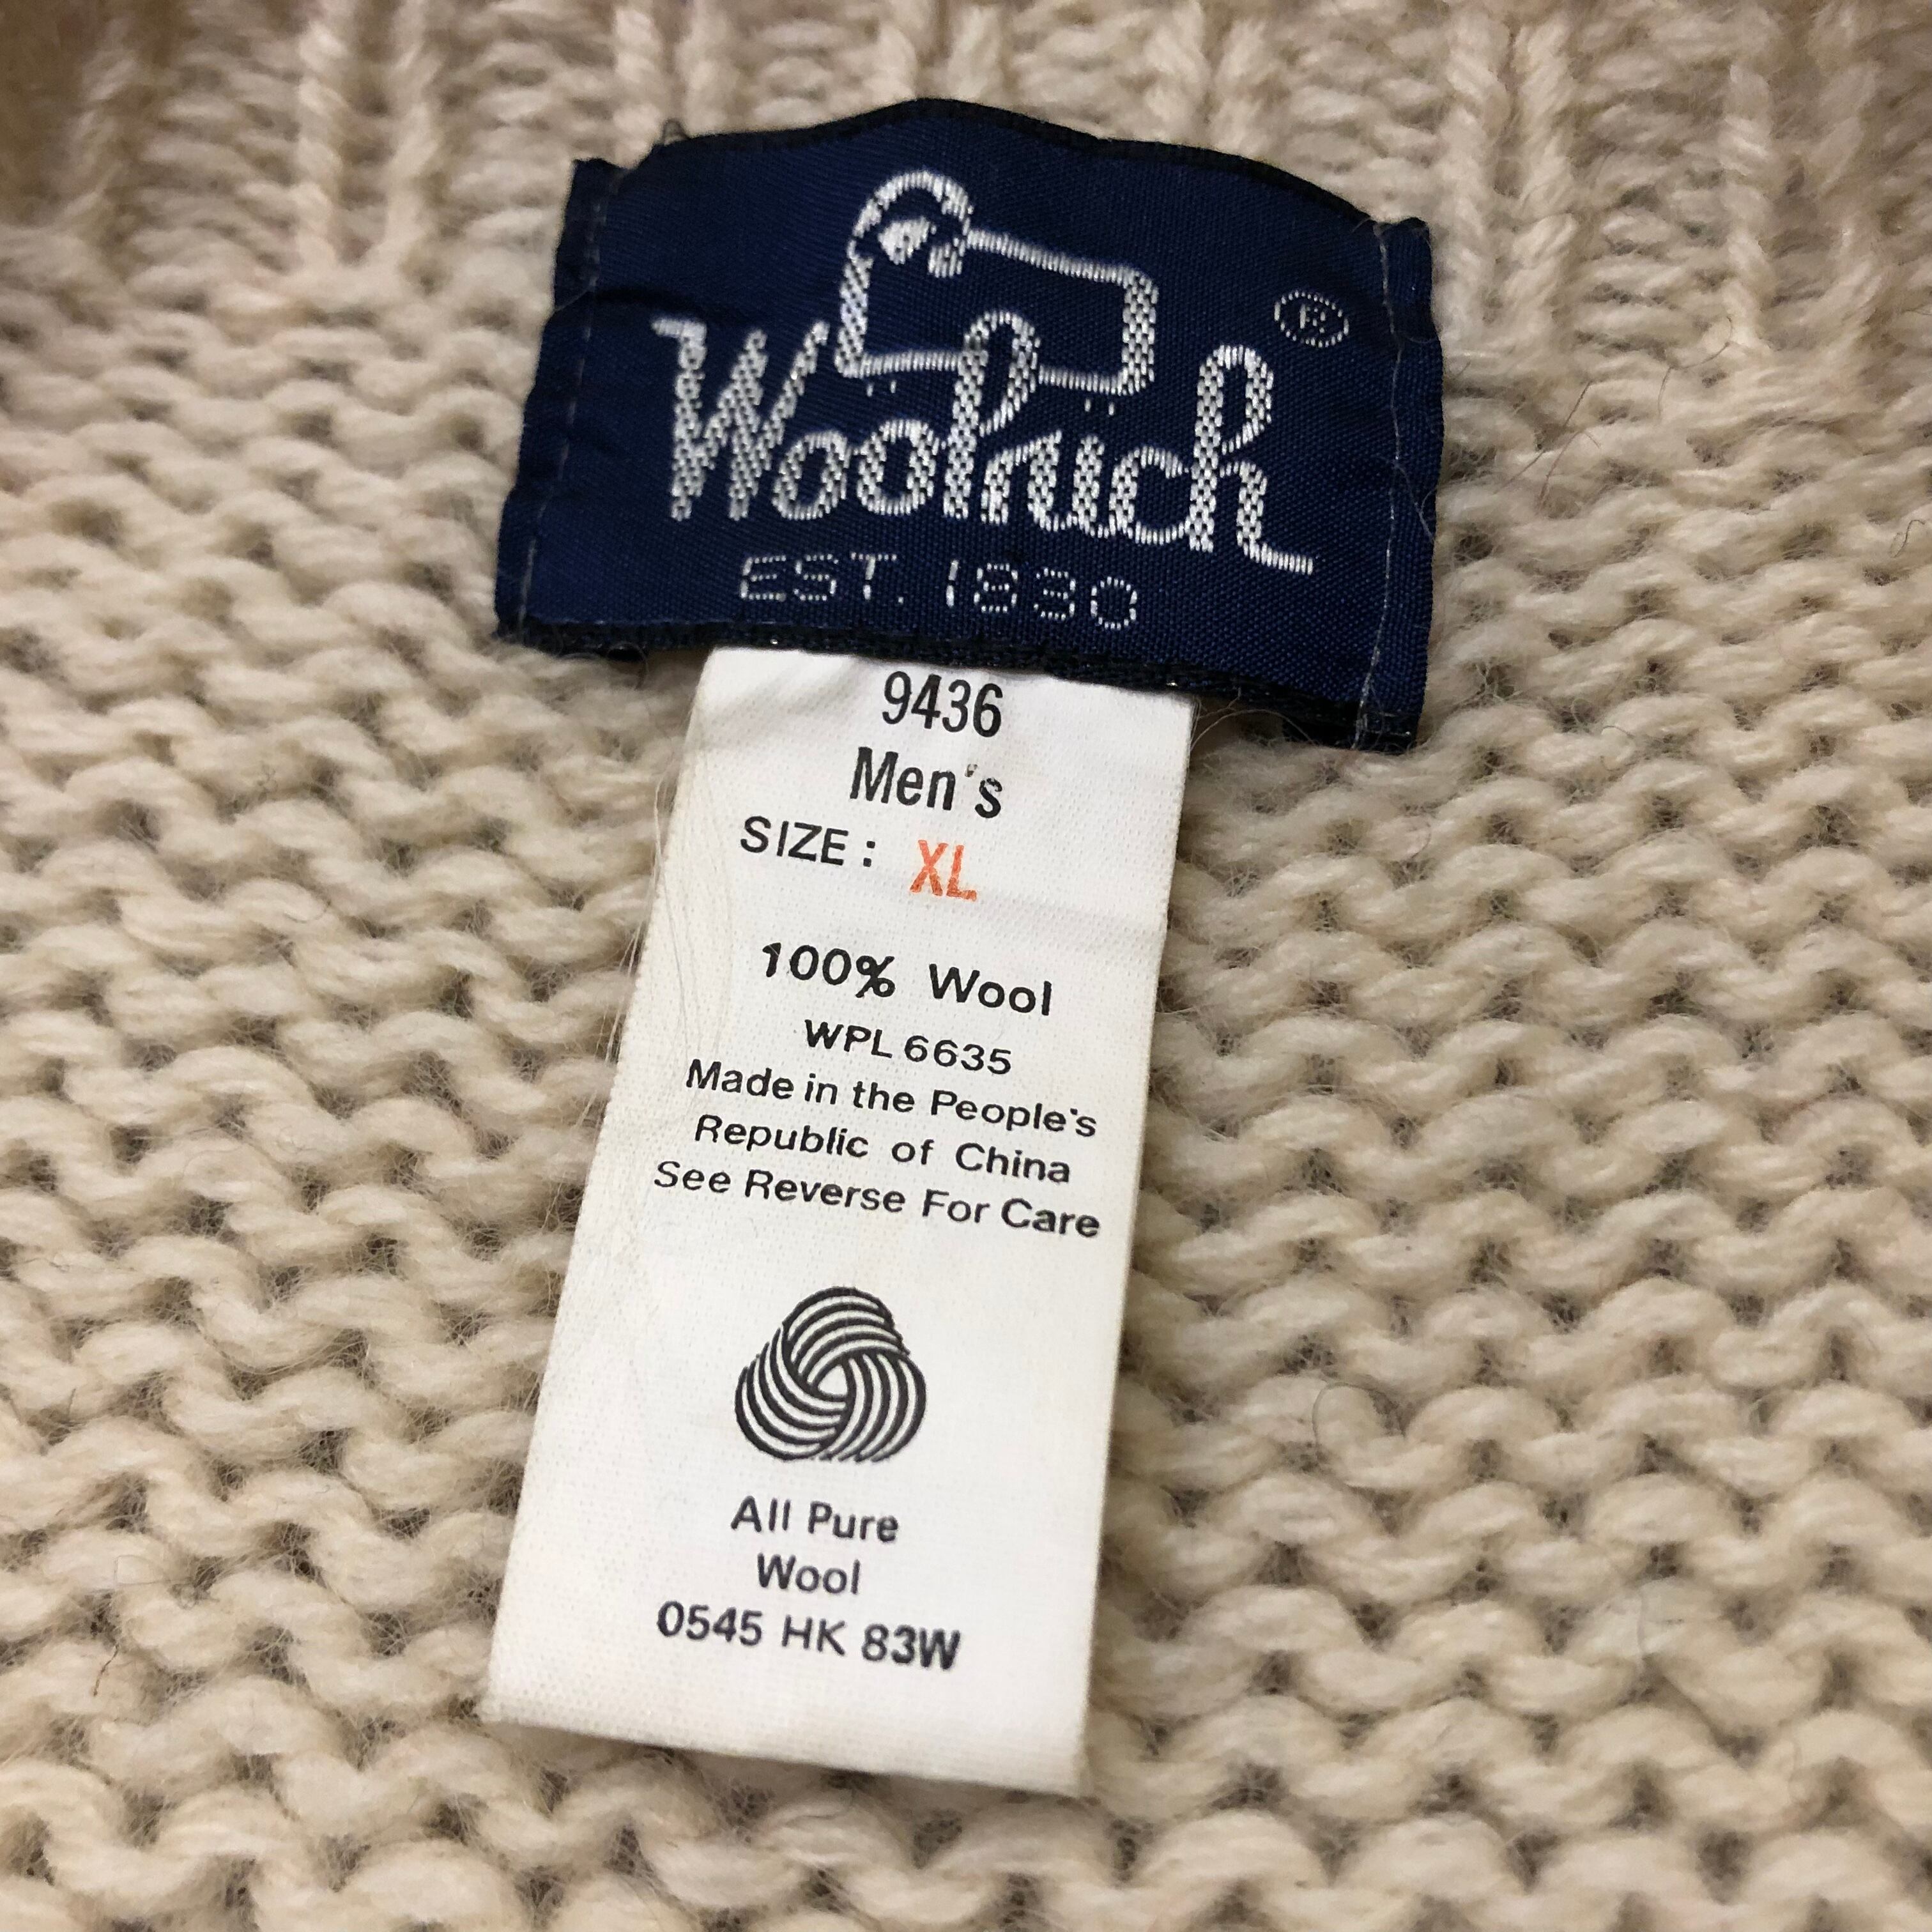 Woolrich ®
EST. 1830
9436
Men's
SIZE: XL
100% Wool
WPL 6635
Made in the People's
Republic of China
See Reverse For Care
All Pure
Wool
0545 HK 83W